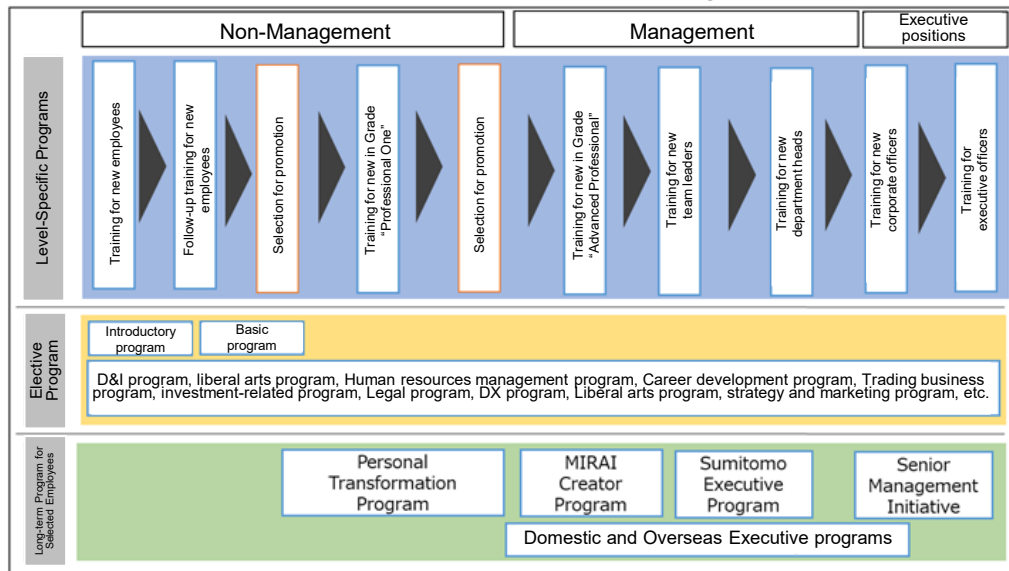 Non-Management
Management
Executive
positions
Level-Specific Programs
Training for new employees
Follow-up training for new
employees
Selection for promotion
Training for new in Grade
“Professional One”
Selection for promotion
Training for new in Grade
“Advanced Professional”
Training for new
team leaders
Training for new
department heads
Training for new
corporate officers
Training for
executive officers
Elective
Program
Introductory
program
Basic
program
D&I program, liberal arts program, Human resources management program, Career development program, Trading business
program, investment-related program, Legal program, DX program, Liberal arts program, strategy and marketing program, etc.
Long-term Program for
Selected Employees
Personal
Transformation
Program
MIRAI
Creator
Program
Sumitomo
Executive
Program
Senior
Management
Initiative
Domestic and Overseas Executive programs